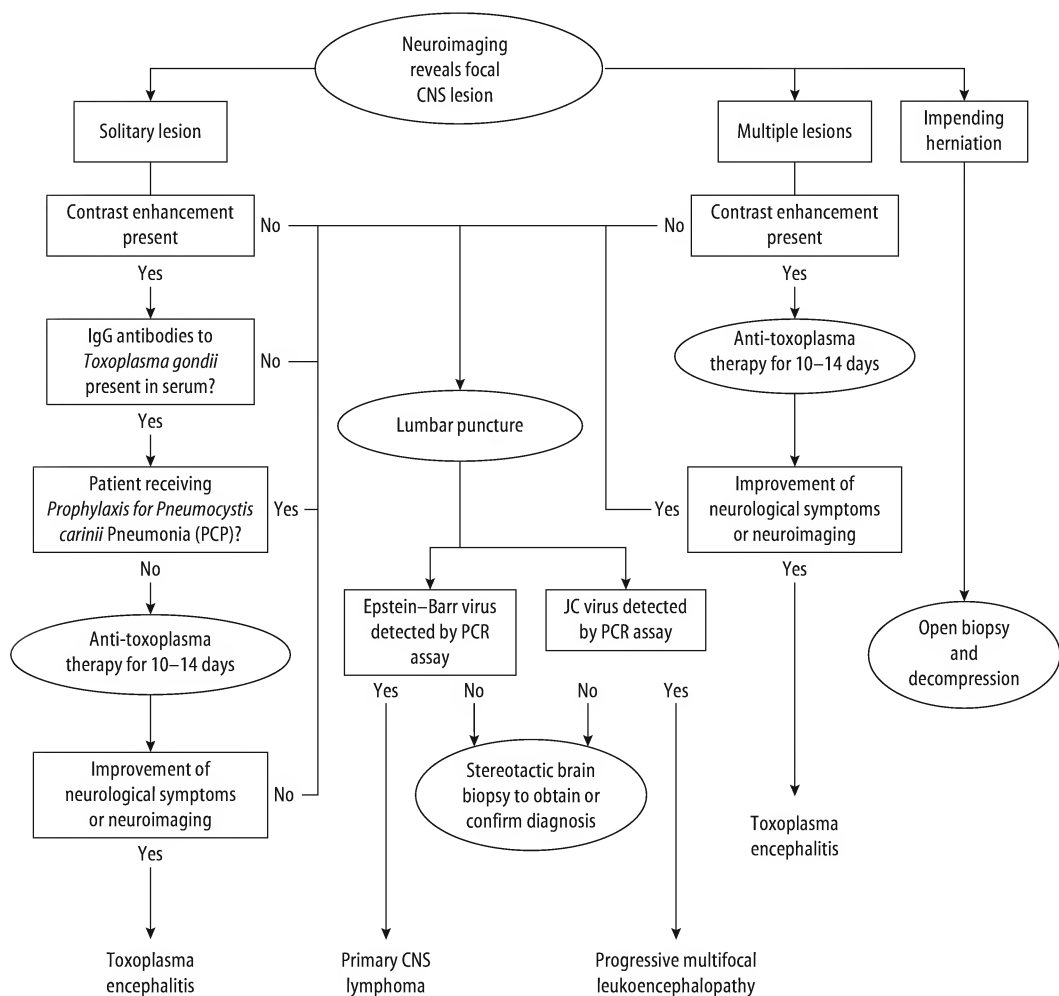 Neuroimaging
reveals focal
CNS lesion
Solitary lesion
Multiple lesions
Impending
herniation
Contrast enhancement
present
No
No
Contrast enhancement
present
Yes
Yes
IgG antibodies to
Toxoplasma gondii
present in serum?
No
Anti-toxoplasma
therapy for 10–14 days
Yes
Lumbar puncture
Patient receiving
Prophylaxis for Pneumocystis
carinii Pneumonia (PCP)?
Yes
Yes
Improvement of
neurological symptoms
or neuroimaging
No
Yes
Epstein–Barr virus
detected by PCR
assay
JC virus detected
by PCR assay
Anti-toxoplasma
therapy for 10–14 days
Open biopsy
and
decompression
Yes
No
No
Yes
Improvement of
neurological symptoms
or neuroimaging
No
Stereotactic brain
biopsy to obtain or
confirm diagnosis
Toxoplasma
encephalitis
Yes
Toxoplasma
encephalitis
Primary CNS
lymphoma
Progressive multifocal
leukoencephalopathy